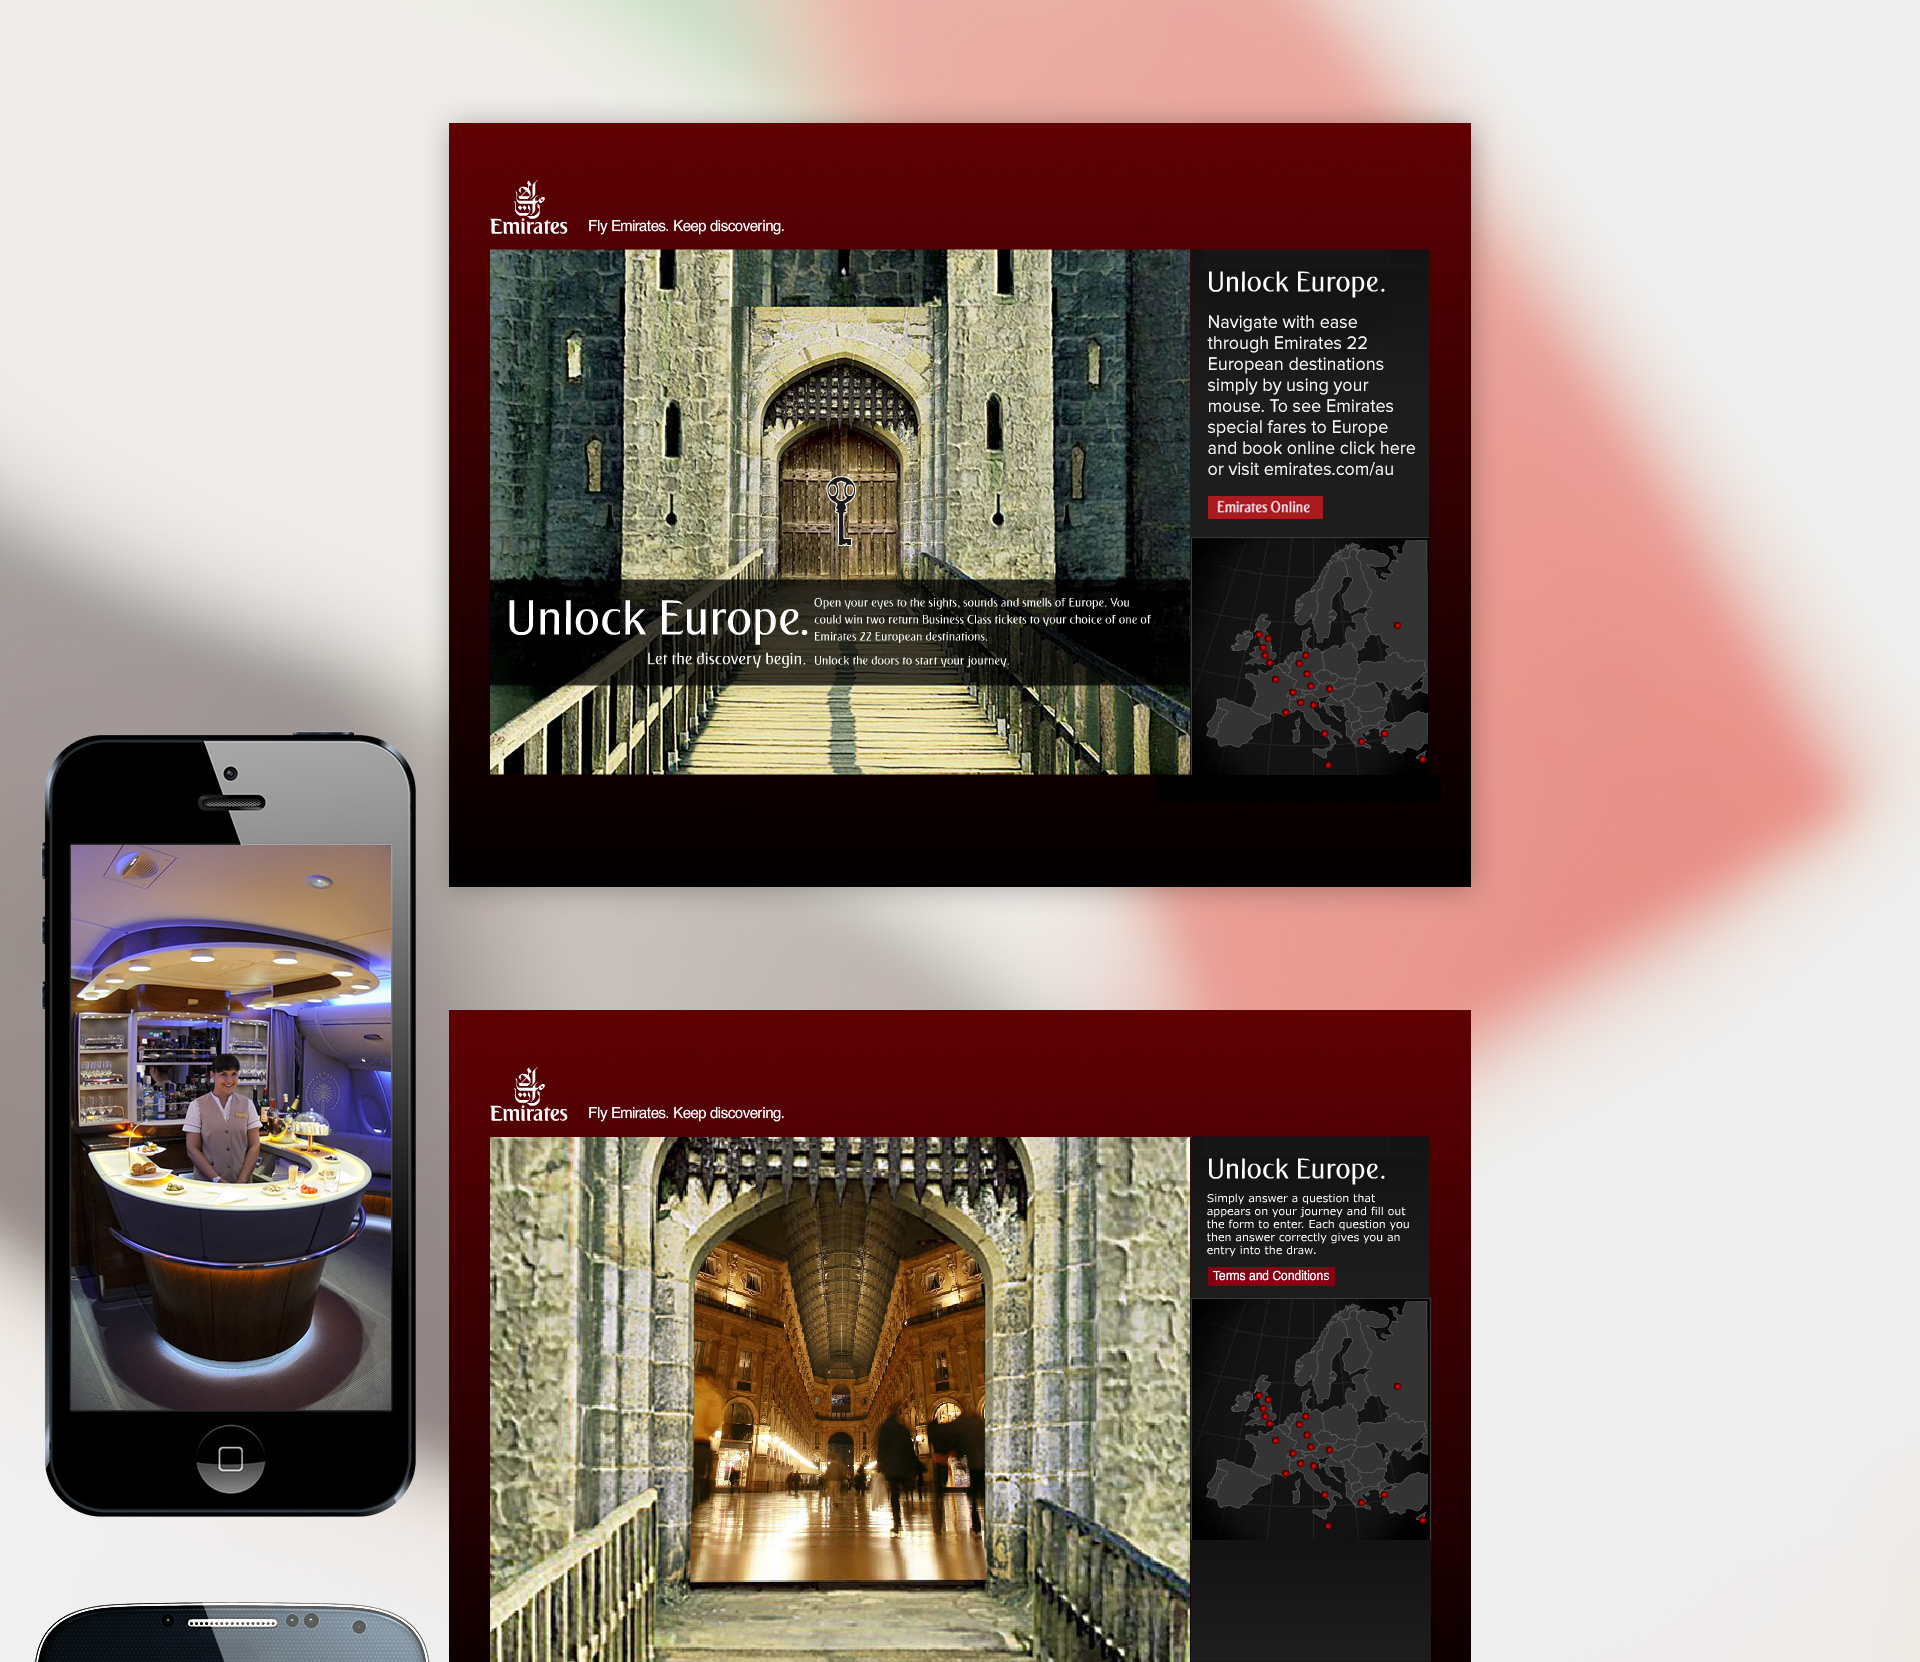 Emirates
Fly Emirates. Keep discovering.
Unlock Europe.
Let the discovery begin.
Open your eyes to the sights, sounds and smells of Europe. You
could win two return Business Class tickets to your choice of one of
Emirates 22 European destinations.
Unlock the doors to start your journey.
Unlock Europe.
Navigate with ease
through Emirates 22
European destinations
simply by using your
mouse. To see Emirates
special fares to Europe
and book online click here
or visit emirates.com/au
Emirates Online
Emirates
Fly Emirates. Keep discovering.
Unlock Europe.
Simply answer a question that
appears on your journey and fill out
the form to enter. Each question you
then answer correctly gives you an
entry into the draw.
Terms and Conditions